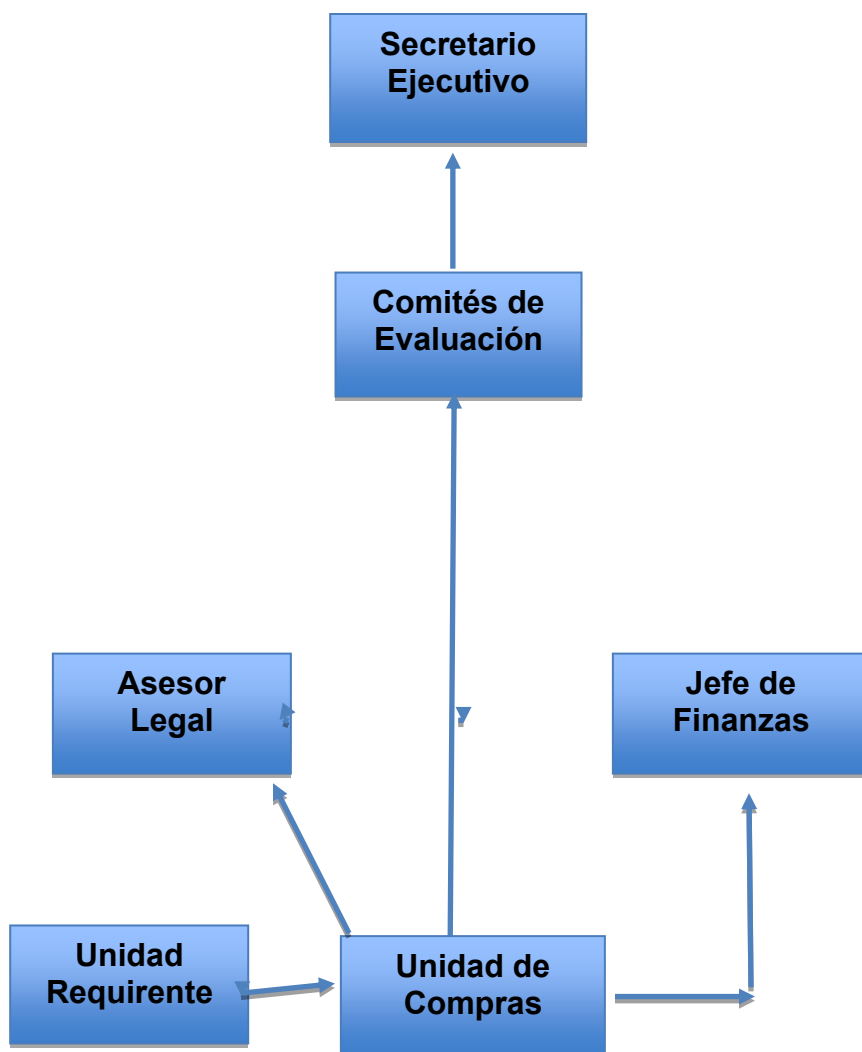 Secretario
Ejecutivo
Comités de
Evaluación
Asesor
Legal
Jefe de
Finanzas
Unidad
Requirente
Unidad de
Compras